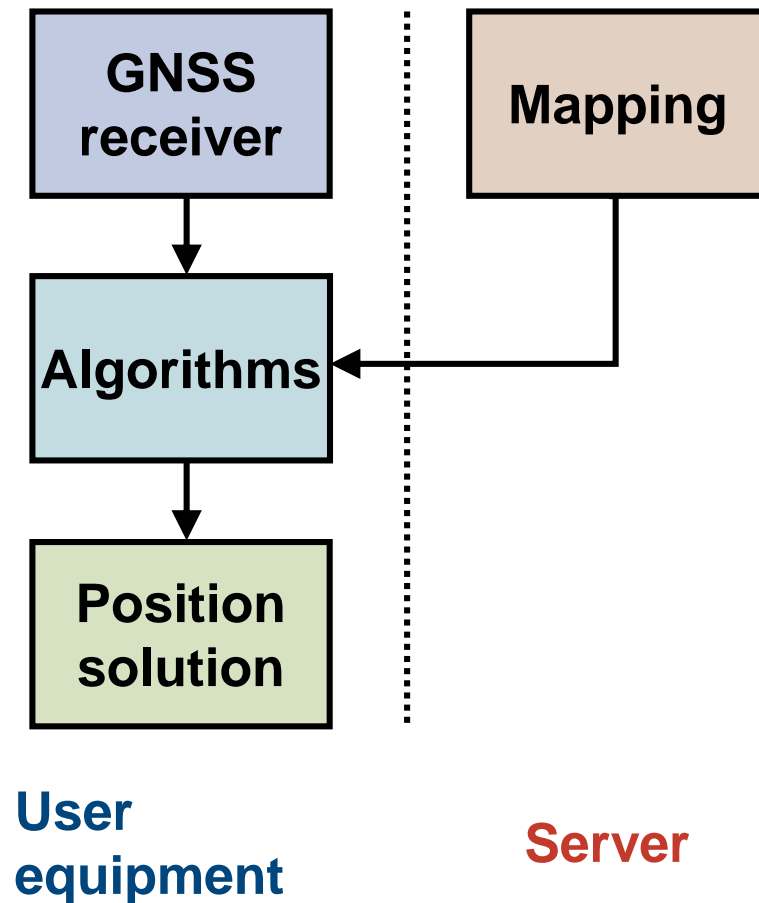 GNSS
receiver
Mapping
Algorithms
Position
solution
User
equipment
Server